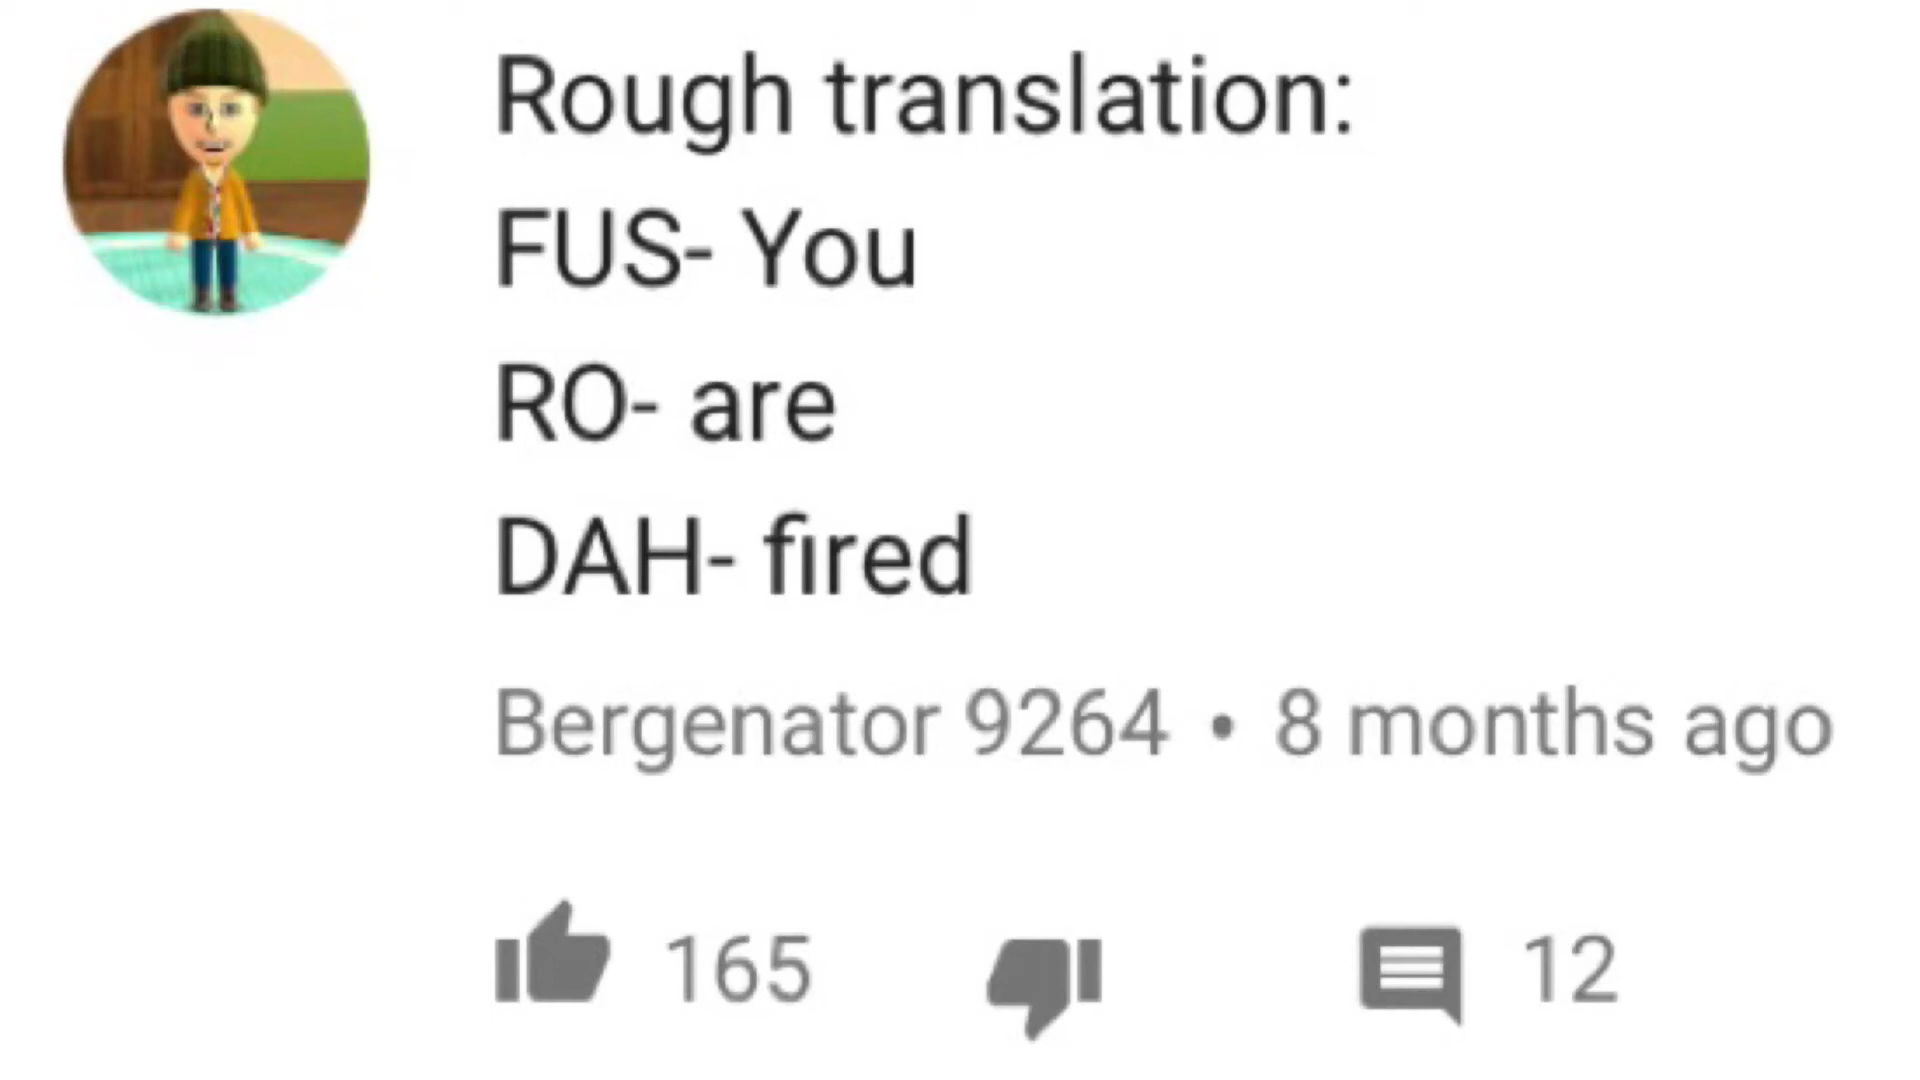 Rough translation:
FUS- You
RO- are
DAH- fired
Bergenator 9264 • 8 months ago
165 12